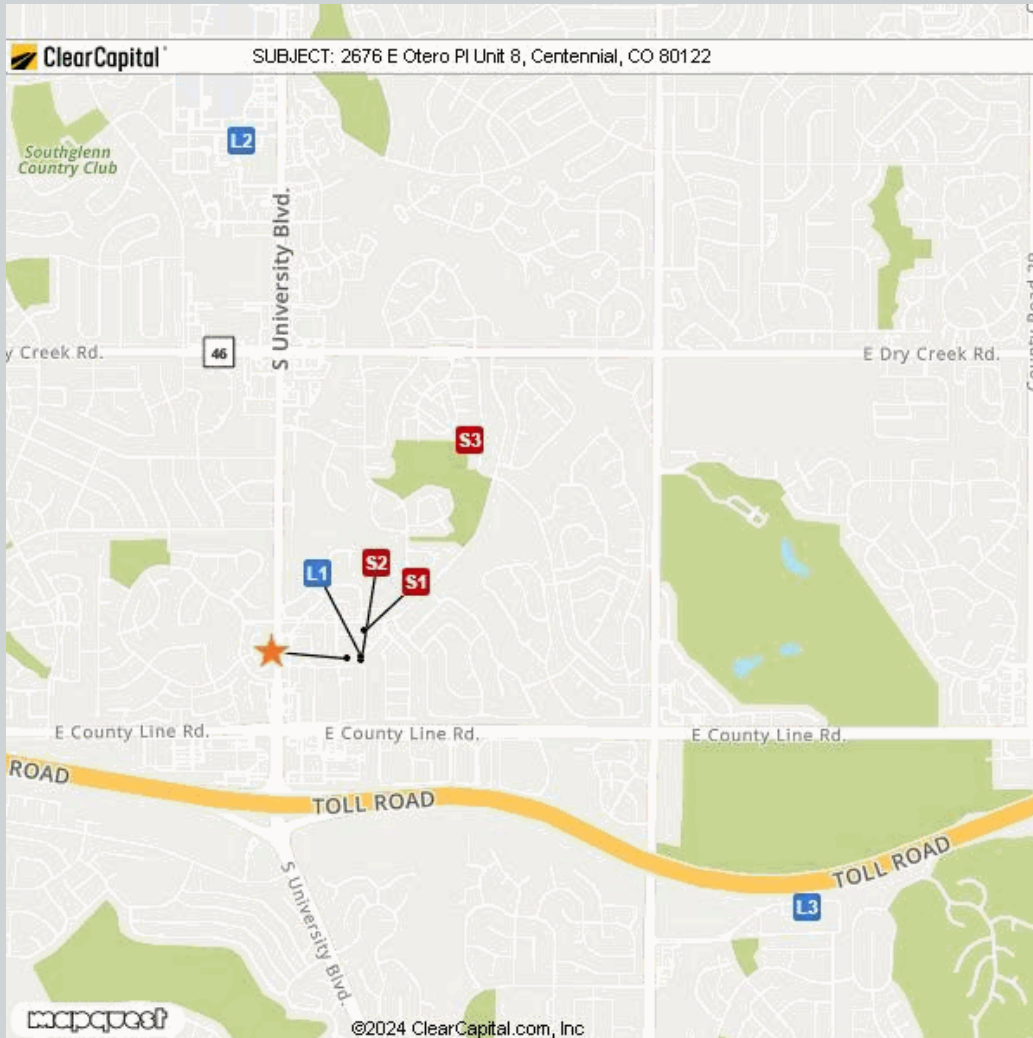 ClearCapital
SUBJECT: 2676 E Otero Pl Unit 8, Centennial, CO 80122
L2
Southglenn
Country Club
S University Blvd.
46
y Creek Rd.
E Dry Creek Rd.
S3
L1
S2
S1
E County Line Rd.
E County Line Rd.
E County Line Rd.
ROAD
TOLL ROAD
TOLL ROAD
L3
S University Blvd.
mapquest
©2024 ClearCapital.com, Inc